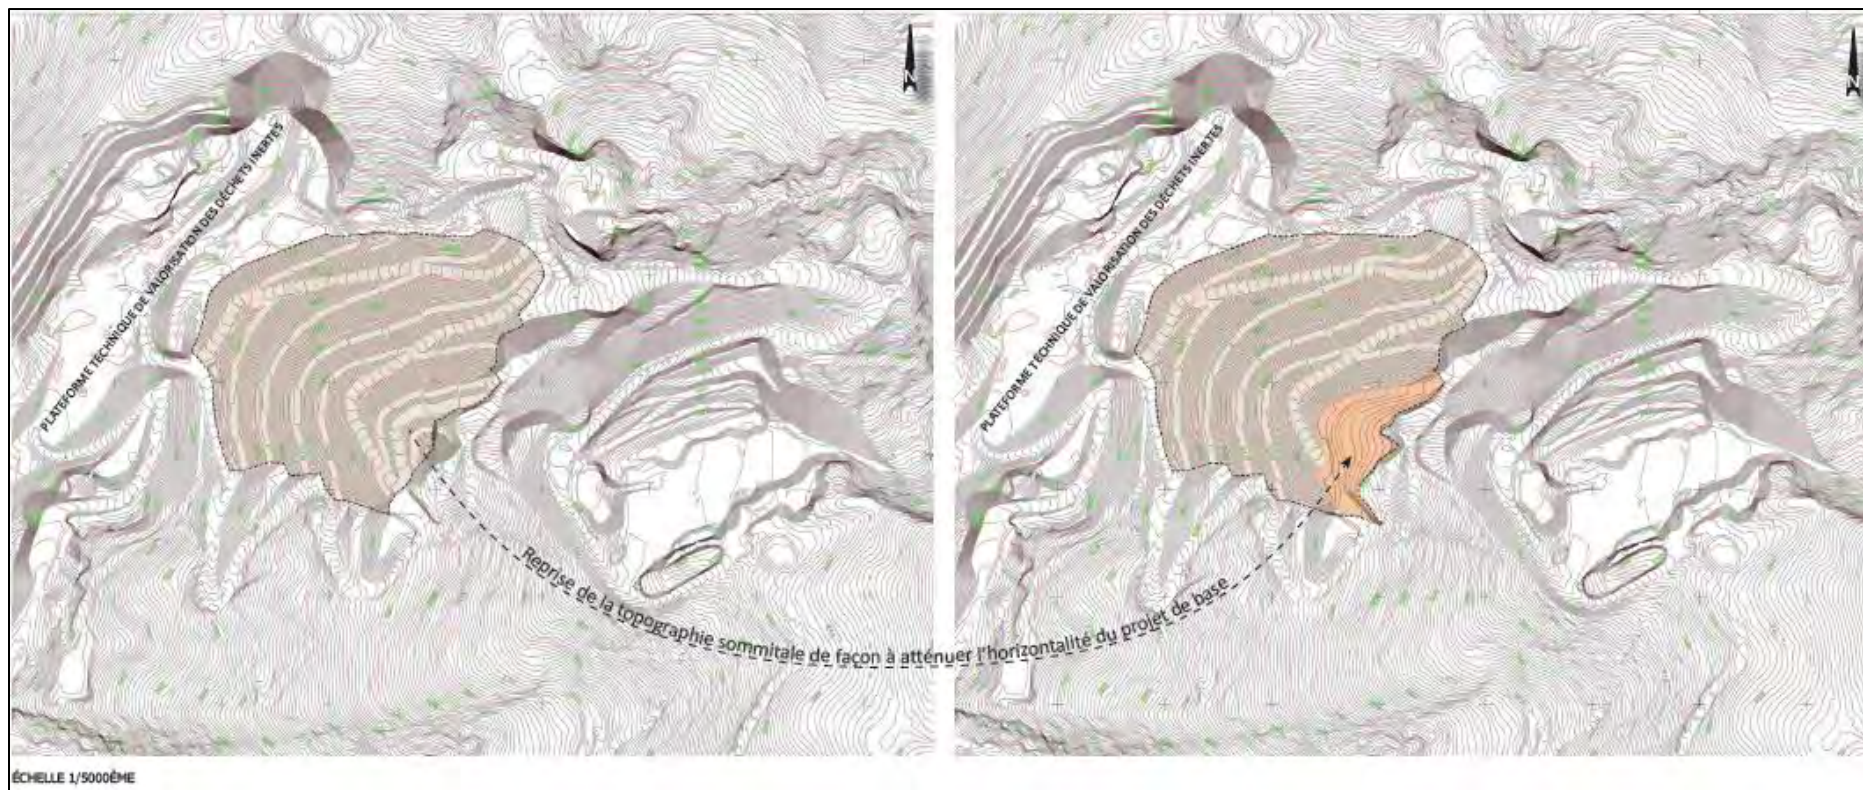 N
N
PLATEFORME TECHNIQUE DE VALORISATION DES DÉCHETS INERTES
PLATEFORME TECHNIQUE DE VALORISATION DES DÉCHETS INERTES
Reprise de la topographie sommitale de façon à atténuer l'horizontalité du projet de base
ÉCHELLE 1/5000ÈME